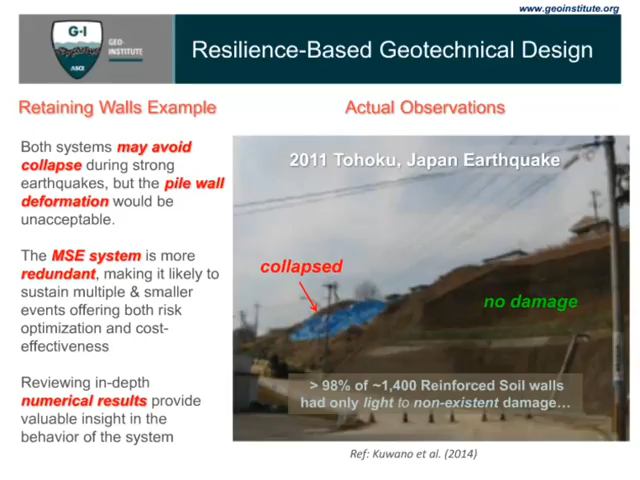 www.geoinstitute.org
G-I
GEO-
INSTITUTE
ASCE
Resilience-Based Geotechnical Design
Retaining Walls Example
Actual Observations
Both systems may avoid
collapse during strong
earthquakes, but the pile wall
deformation would be
unacceptable.
The MSE system is more
redundant, making it likely to
sustain multiple & smaller
events offering both risk
optimization and cost-
effectiveness
Reviewing in-depth
numerical results provide
valuable insight in the
behavior of the system
2011 Tohoku, Japan Earthquake
collapsed
no damage
> 98% of ~1,400 Reinforced Soil walls
had only light to non-existent damage…
Ref: Kuwano et al. (2014)